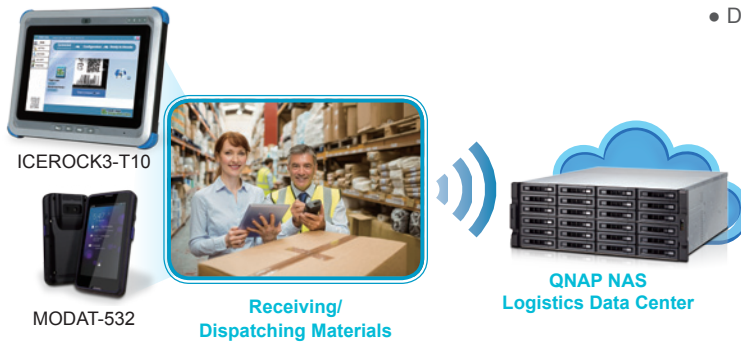 ● D
ICEROCK3-T10
MODAT-532
Receiving/
Dispatching Materials
QNAP NAS
Logistics Data Center